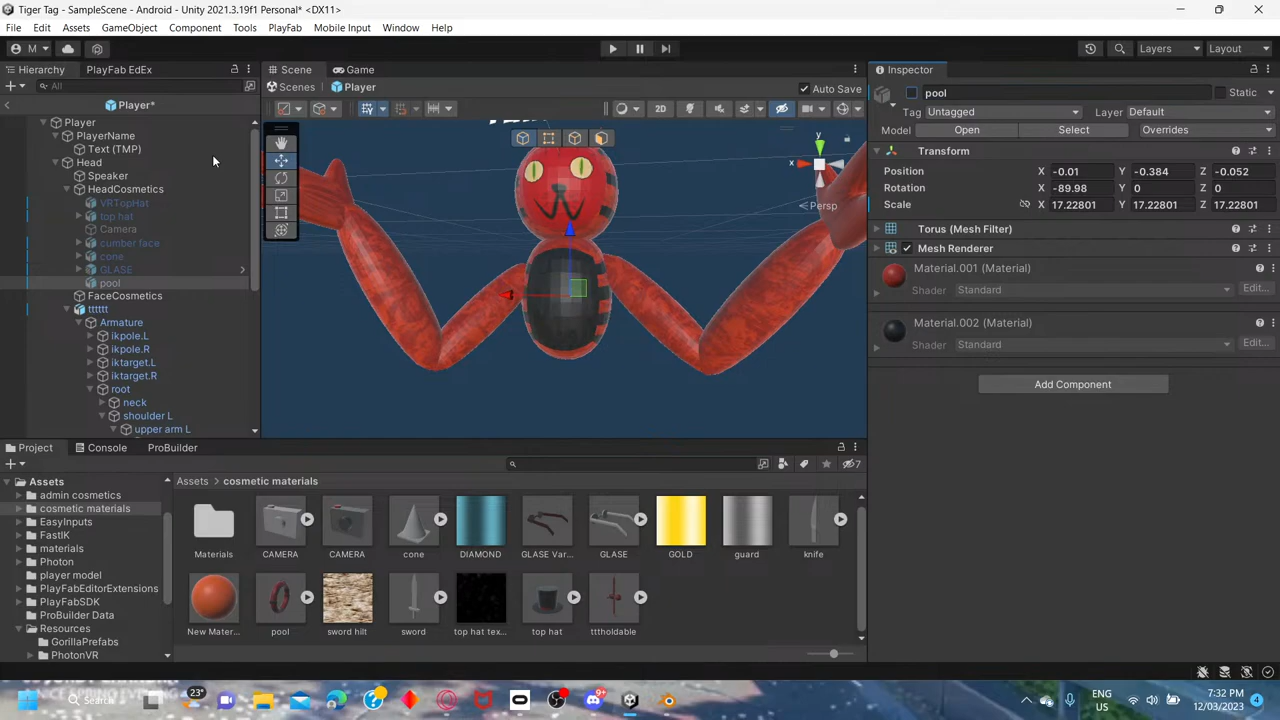 Tiger Tag - SampleScene - Android - Unity 2021.3.19f1 Personal* <DX11>
File Edit Assets GameObject Component Tools PlayFab Mobile Input Window Help
M Layers Layout
Hierarchy PlayFab EdEx Scene Game Inspector
All Scenes Player Auto Save pool Static
Player*
Tag Untagged Layer Default
2D
Model Open Select Overrides
Player
PlayerName
Text (TMP)
Head
Speaker
HeadCosmetics
VRTopHat
top hat
Camera
cumber face
cone
GLASE
pool
FaceCosmetics
tttttt
Armature
ikpole.L
ikpole.R
iktarget.L
iktarget.R
root
neck
shoulder L
upper arm L
y
x
Persp
Transform
Position X -0.01 Y -0.384 Z -0.052
Rotation X -89.98 Y 0 Z 0
Scale X 17.22801 Y 17.22801 Z 17.22801
Torus (Mesh Filter)
Mesh Renderer
Material.001 (Material)
Shader Standard Edit...
Material.002 (Material)
Shader Standard Edit...
Add Component
Project Console ProBuilder
7
Assets
admin cosmetics
cosmetic materials
EasyInputs
FastIK
materials
Photon
player model
PlayFabEditorExtensions
PlayFabSDK
ProBuilder Data
Resources
GorillaPrefabs
PhotonVR
Assets > cosmetic materials
Materials CAMERA CAMERA cone DIAMOND GLASE Var... GLASE GOLD guard knife
New Mater... pool sword hilt sword top hat tex... top hat tttholdable
Search
23°
9+
ENG
US
7:32 PM
12/03/2023
4